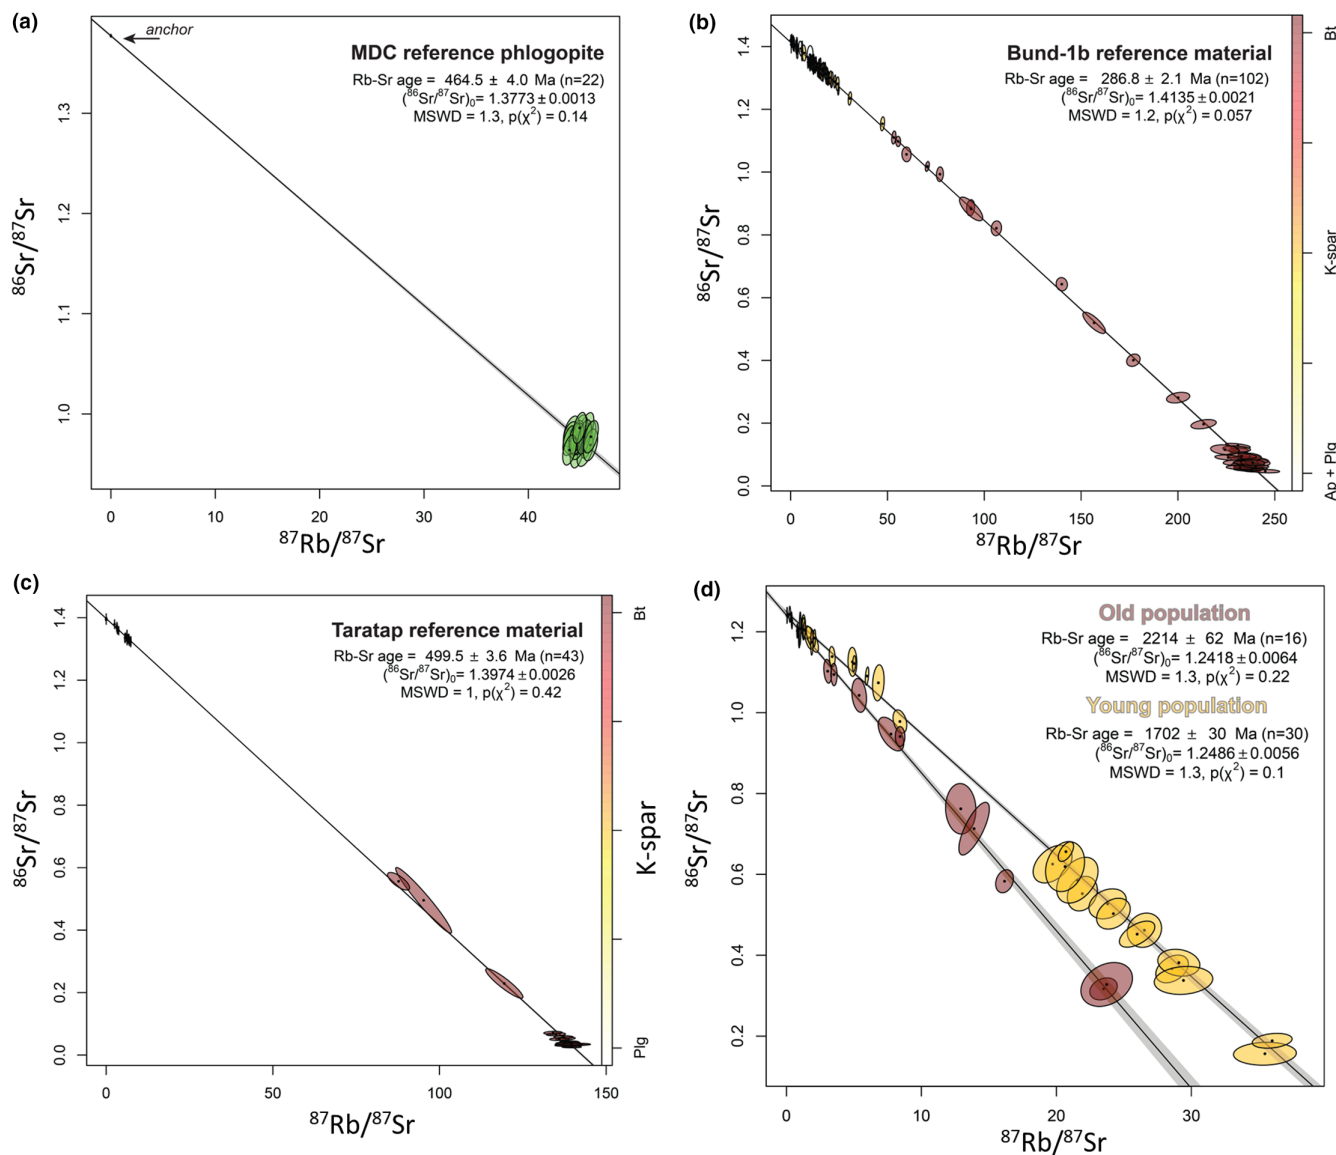 (a)
anchor
MDC reference phlogopite
Rb-Sr age = 464.5 ± 4.0 Ma (n=22)
(⁸⁶Sr/⁸⁷Sr)₀= 1.3773 ± 0.0013
MSWD = 1.3, p(χ²) = 0.14
1.3
1.2
1.1
1.0
⁸⁶Sr/⁸⁷Sr
0 10 20 30 40
⁸⁷Rb/⁸⁷Sr
(b)
Bund-1b reference material
Rb-Sr age = 286.8 ± 2.1 Ma (n=102)
(⁸⁶Sr/⁸⁷Sr)₀= 1.4135 ± 0.0021
MSWD = 1.2, p(χ²) = 0.057
1.4
1.2
1.0
0.8
0.6
0.4
0.2
0.0
⁸⁶Sr/⁸⁷Sr
0 50 100 150 200 250
⁸⁷Rb/⁸⁷Sr
Bt
K-spar
Ap + Plg
(c)
Taratap reference material
Rb-Sr age = 499.5 ± 3.6 Ma (n=43)
(⁸⁶Sr/⁸⁷Sr)₀= 1.3974 ± 0.0026
MSWD = 1, p(χ²) = 0.42
1.4
1.2
1.0
0.8
0.6
0.4
0.2
0.0
⁸⁶Sr/⁸⁷Sr
0 50 100 150
⁸⁷Rb/⁸⁷Sr
Bt
K-spar
Plg
(d)
Old population
Rb-Sr age = 2214 ± 62 Ma (n=16)
(⁸⁶Sr/⁸⁷Sr)₀= 1.2418 ± 0.0064
MSWD = 1.3, p(χ²) = 0.22
Young population
Rb-Sr age = 1702 ± 30 Ma (n=30)
(⁸⁶Sr/⁸⁷Sr)₀= 1.2486 ± 0.0056
MSWD = 1.3, p(χ²) = 0.1
1.2
1.0
0.8
0.6
0.4
0.2
⁸⁶Sr/⁸⁷Sr
0 10 20 30
⁸⁷Rb/⁸⁷Sr